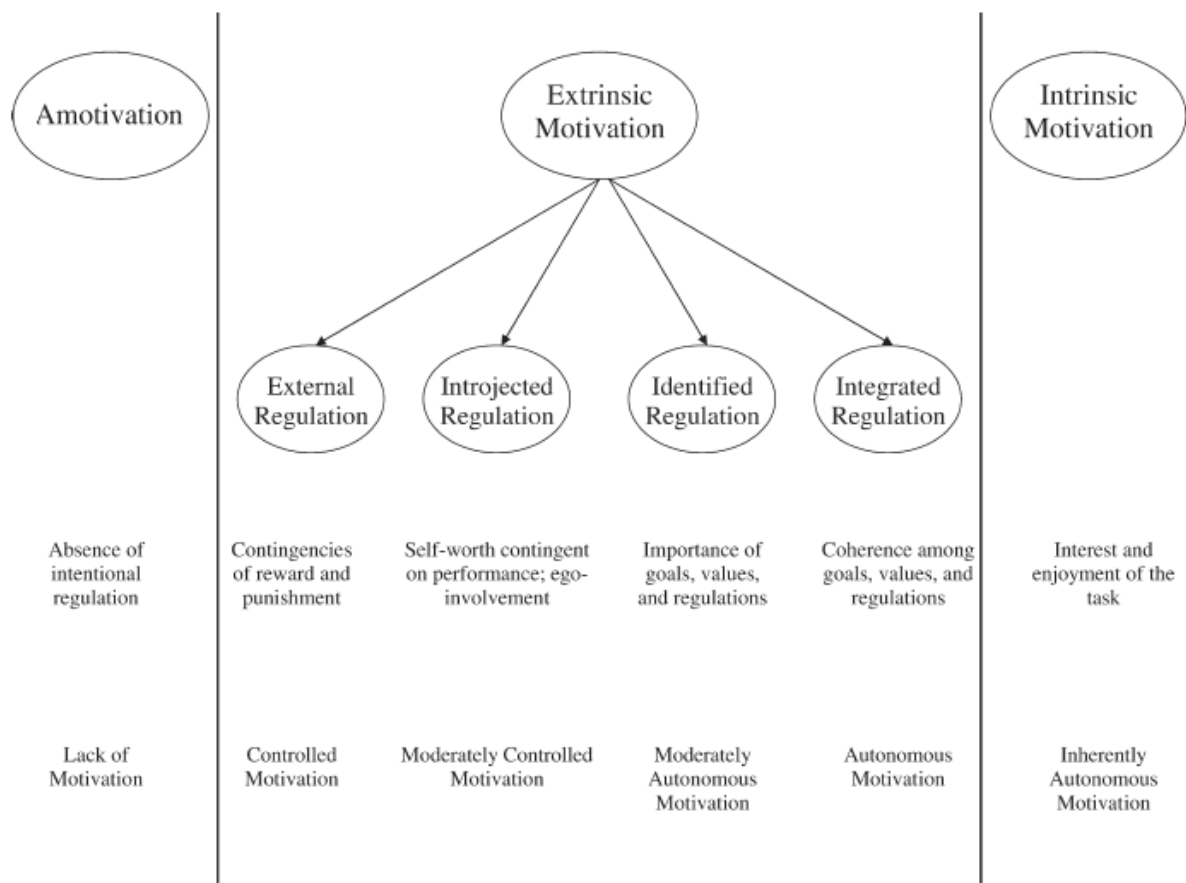 Amotivation
Extrinsic
Motivation
Intrinsic
Motivation
External
Regulation
Introjected
Regulation
Identified
Regulation
Integrated
Regulation
Absence of
intentional
regulation
Contingencies
of reward and
punishment
Self-worth contingent
on performance; ego-
involvement
Importance of
goals, values,
and regulations
Coherence among
goals, values, and
regulations
Interest and
enjoyment of the
task
Lack of
Motivation
Controlled
Motivation
Moderately Controlled
Motivation
Moderately
Autonomous
Motivation
Autonomous
Motivation
Inherently
Autonomous
Motivation